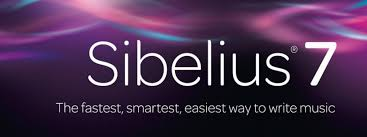 Sibelius® 7
The fastest, smartest, easiest way to write music